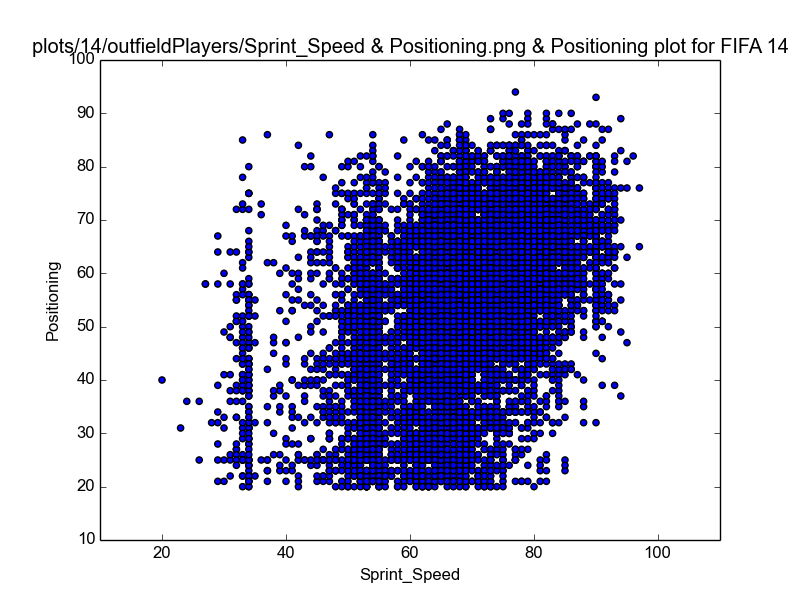 plots/14/outfieldPlayers/Sprint_Speed & Positioning.png & Positioning plot for FIFA 14
100
90
80
70
60
50
40
30
20
10
Positioning
20 40 60 80 100
Sprint_Speed